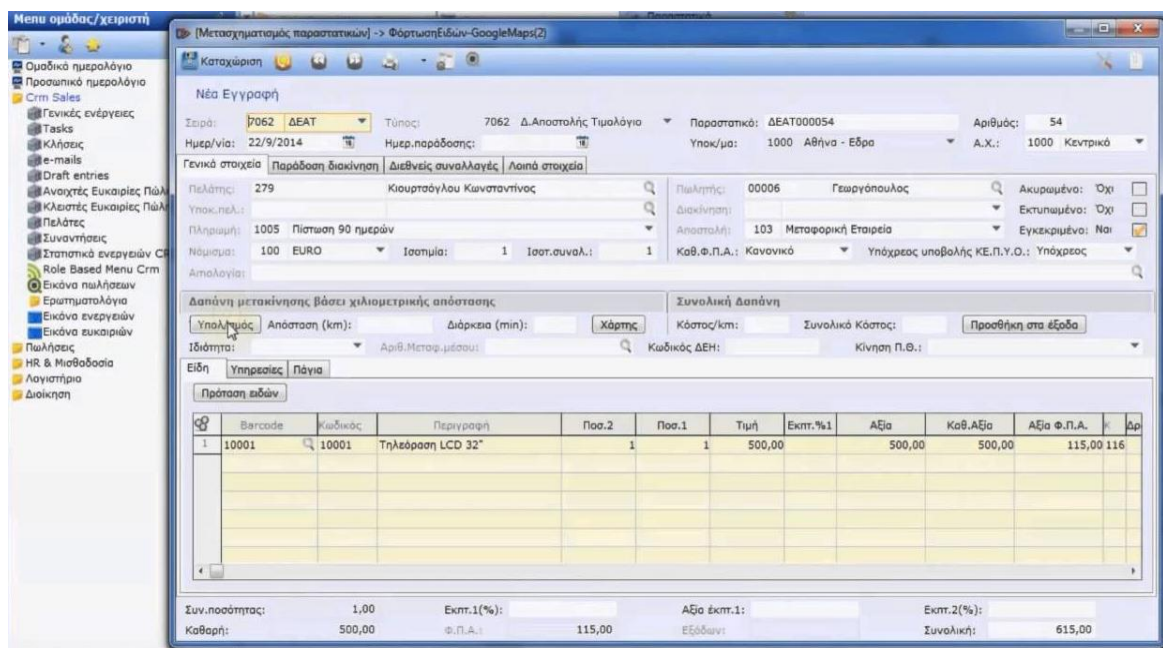 Menu ομάδας/χειριστή
Ομαδικό ημερολόγιο
Προσωπικό ημερολόγιο
Crm Sales
Γενικές ενέργειες
Tasks
Κλήσεις
e-mails
Draft entries
Ανοιχτές Ευκαιρίες Πώλ
Κλειστές Ευκαιρίες Πώλ
Πελάτες
Συναντήσεις
Στατιστικά ενεργειών CR
Role Based Menu Crm
Εικόνα πωλήσεων
Ερωτηματολόγια
Εικόνα ενεργειών
Εικόνα ευκαιριών
Πωλήσεις
HR & Μισθοδοσία
Λογιστήριο
Διοίκηση
[Μετασχηματισμός παραστατικών] -> ΦόρτωσηΕιδών-GoogleMaps(2)
Καταχώριση
Νέα Εγγραφή
Σειρά: 7062 ΔΕΑΤ Τύπος: 7062 Δ.Αποστολής Τιμολόγιο Παραστατικό: ΔΕΑΤ000054 Αριθμός: 54
Ημερ/νία: 22/9/2014 Ημερ.παράδοσης: Υποκ/μα: 1000 Αθήνα - Εδρα Α.Χ.: 1000 Κεντρικό
Γενικά στοιχεία Παράδοση διακίνηση Διεθνείς συναλλαγές Λοιπά στοιχεία
Πελάτης: 279 Κιουρτσόγλου Κωνσταντίνος Πωλητής: 00006 Γεωργόπουλος Ακυρωμένο: Όχι
Υποκ.πελ.: Διακίνηση: Εκτυπωμένο: Όχι
Πληρωμή: 1005 Πίστωση 90 ημερών Αποστολή: 103 Μεταφορική Εταιρεία Εγκεκριμένο: Ναι
Νόμισμα: 100 EURO Ισοτιμία: 1 Ισοτ.συναλ.: 1 Καθ.Φ.Π.Α.: Κανονικό Υπόχρεος υποβολής ΚΕ.Π.Υ.Ο.: Υπόχρεος
Αιτιολογία:
Δαπάνη μετακίνησης βάσει χιλιομετρικής απόστασης Συνολική Δαπάνη
Απόσταση (km): Διάρκεια (min): Χάρτης Κόστος/km: Συνολικό Κόστος: Προσθήκη στα έξοδα
Ιδιότητα: Αριθ.Μεταφ.μέσου: Κωδικός ΔΕΗ: Κίνηση Π.Θ.:
Είδη Υπηρεσίες Πάγια
Πρόταση ειδών
Barcode Κωδικός Περιγραφή Ποσ.2 Ποσ.1 Τιμή Εκπτ.%1 Αξία Καθ.Αξία Αξία Φ.Π.Α. Κ Δρ
1 10001 10001 Τηλεόραση LCD 32" 1 1 500,00 500,00 500,00 115,00 116
Συν.ποσότητας: 1,00 Εκπτ.1(%): Αξία έκπτ.1: Εκπτ.2(%):
Καθαρή: 500,00 Φ.Π.Α.: 115,00 Εξόδων: Συνολική: 615,00